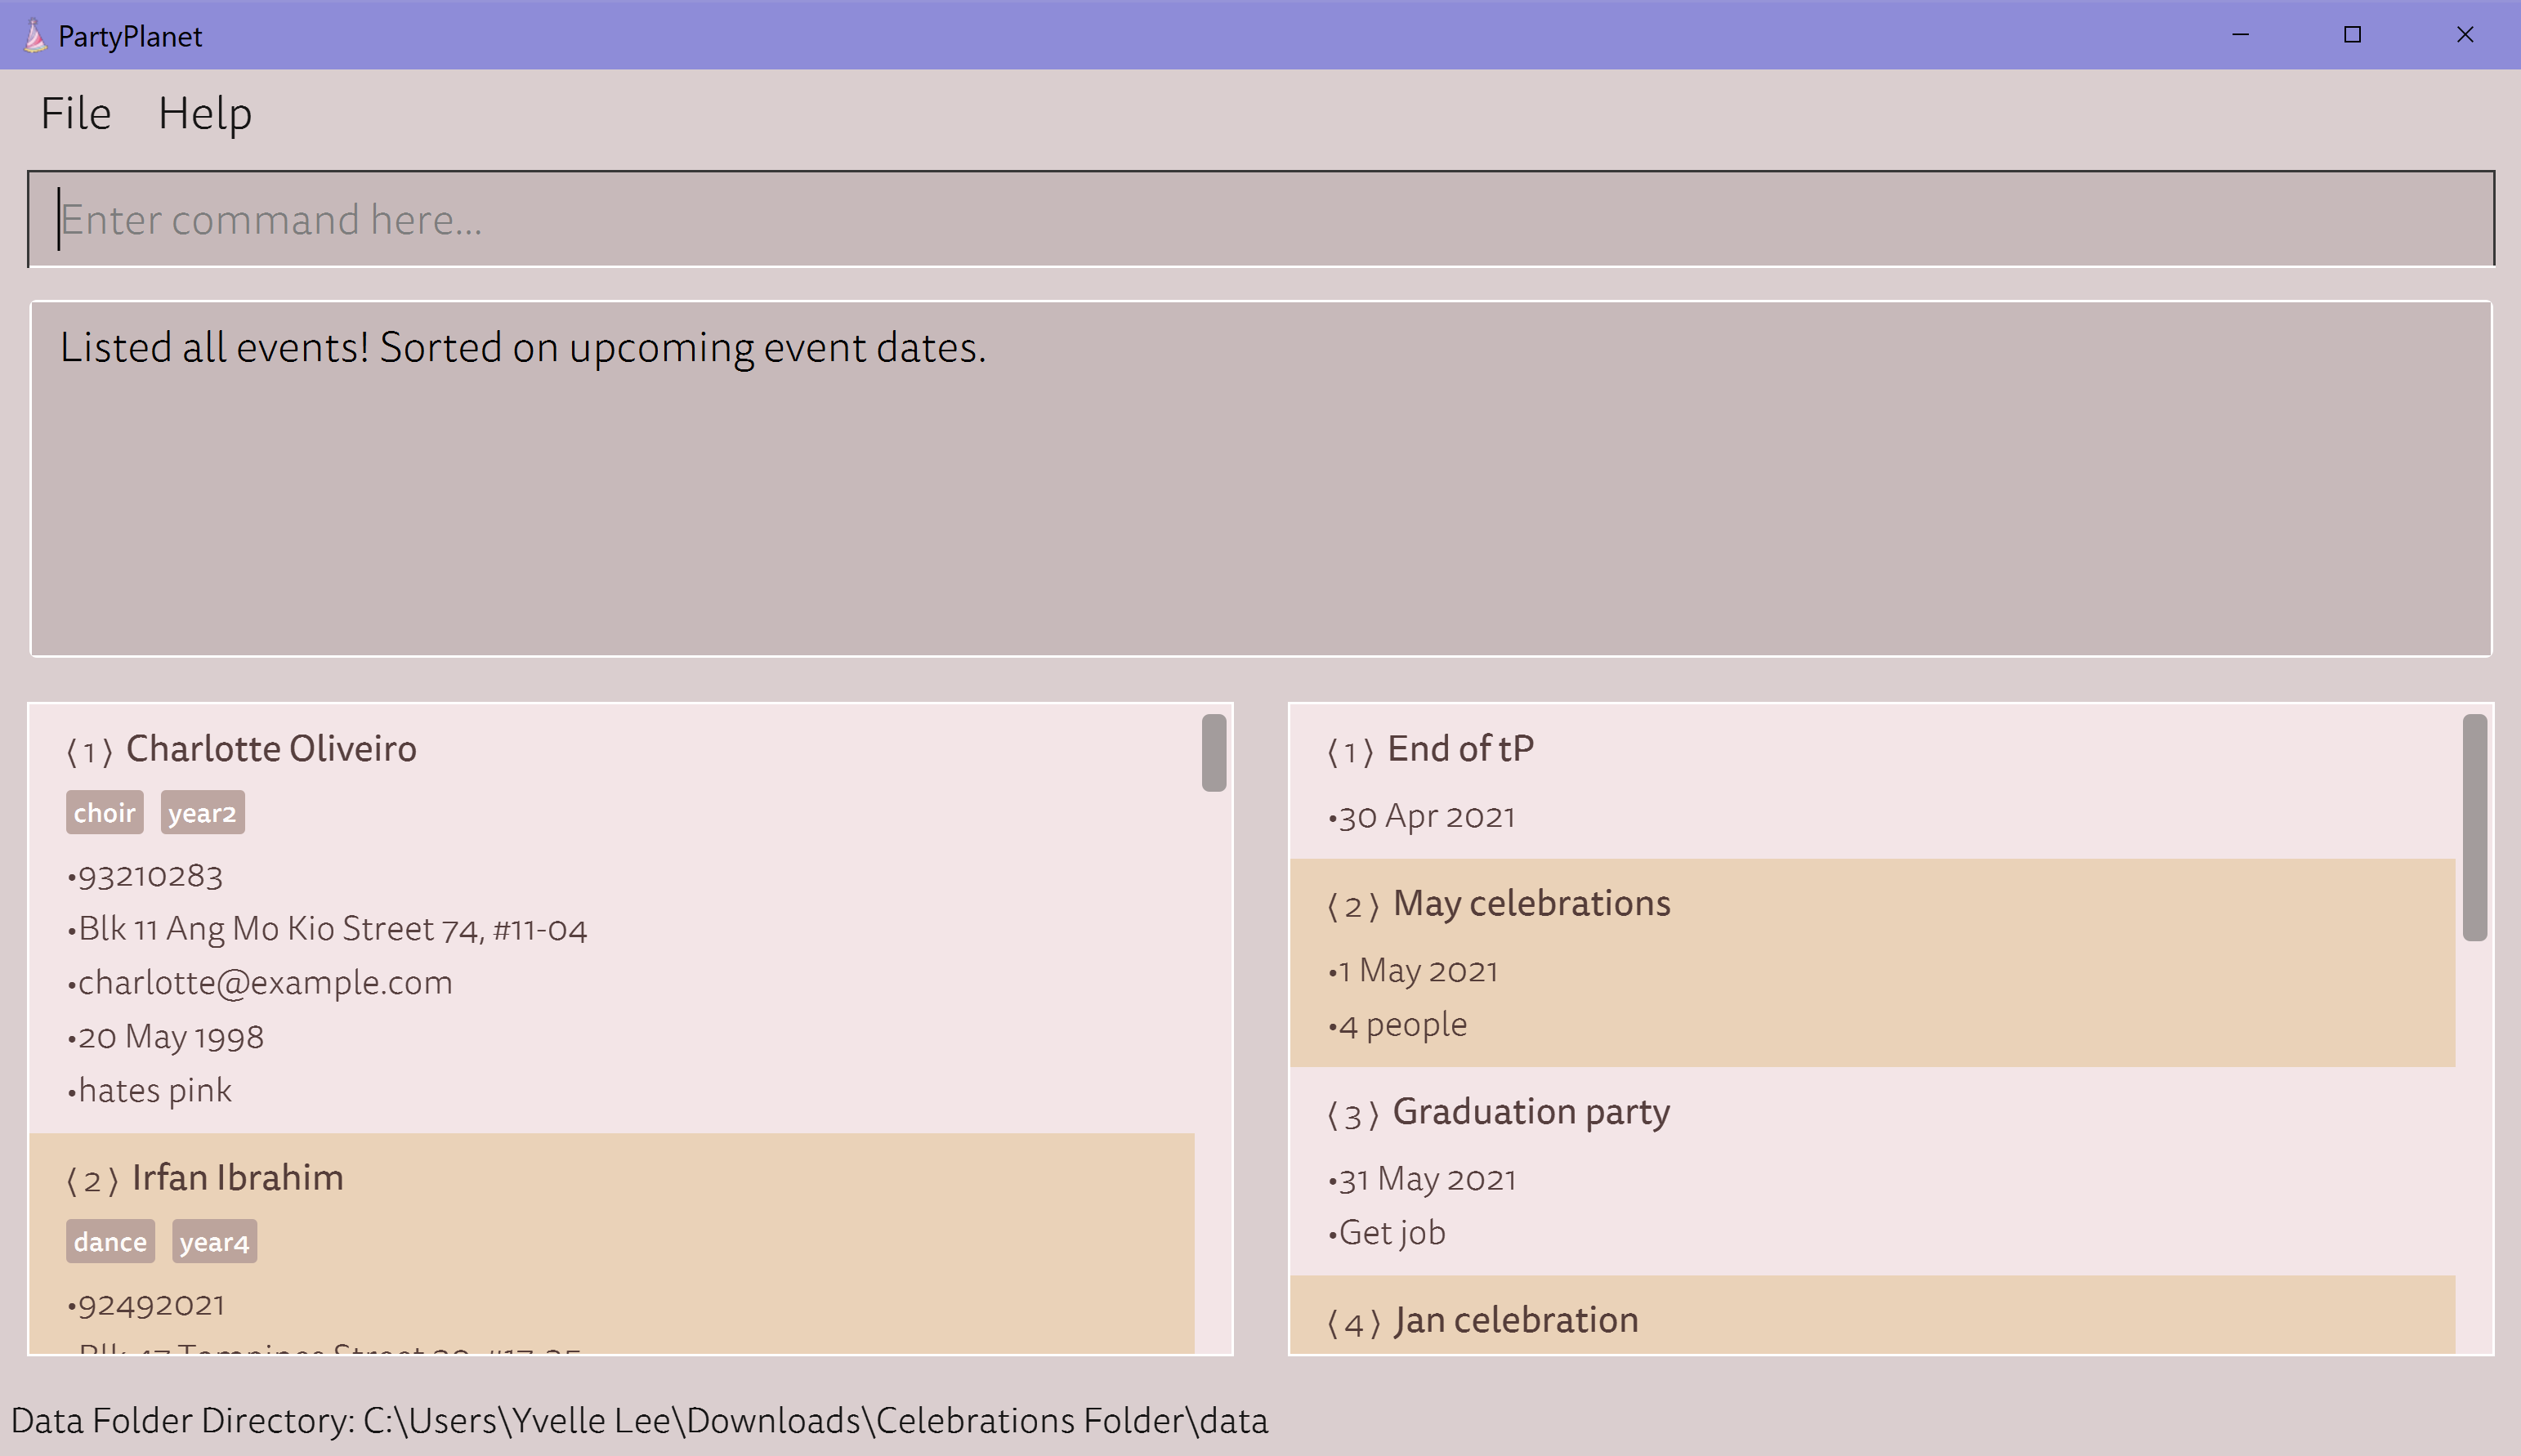 PartyPlanet
File Help
Enter command here...
Listed all events! Sorted on upcoming event dates.
⟨1⟩ Charlotte Oliveiro
choir year2
•93210283
•Blk 11 Ang Mo Kio Street 74, #11-04
•charlotte@example.com
•20 May 1998
•hates pink
⟨2⟩ Irfan Ibrahim
dance year4
•92492021
⟨1⟩ End of tP
•30 Apr 2021
⟨2⟩ May celebrations
•1 May 2021
•4 people
⟨3⟩ Graduation party
•31 May 2021
•Get job
⟨4⟩ Jan celebration
Data Folder Directory: C:\Users\Yvelle Lee\Downloads\Celebrations Folder\data